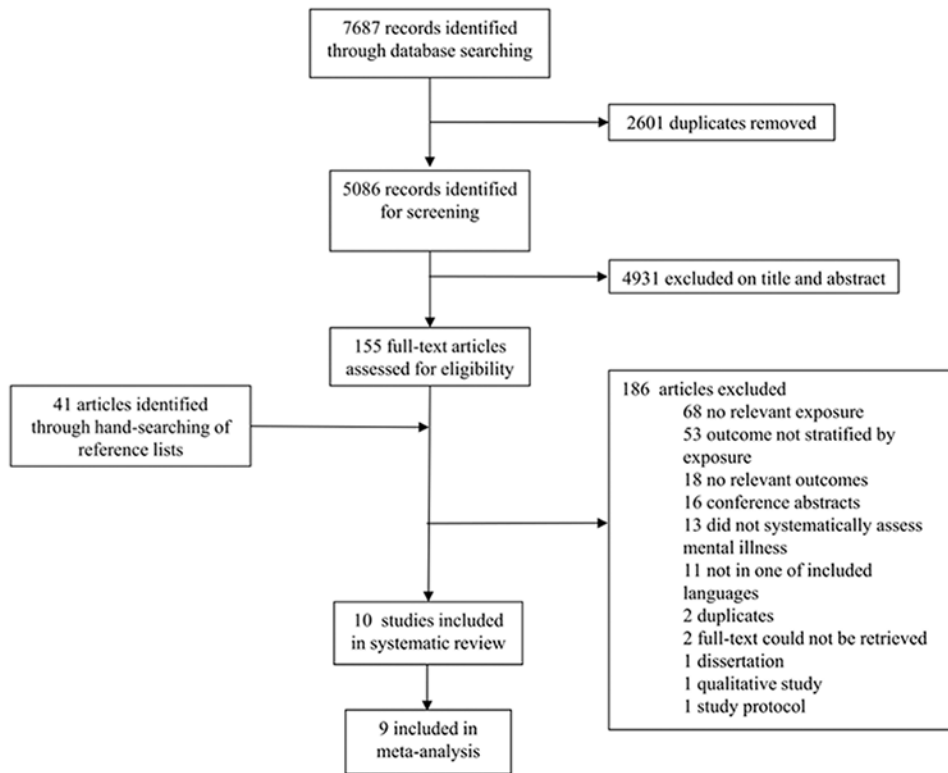 7687 records identified
through database searching
2601 duplicates removed
5086 records identified
for screening
4931 excluded on title and abstract
155 full-text articles
assessed for eligibility
41 articles identified
through hand-searching of
reference lists
186 articles excluded
68 no relevant exposure
53 outcome not stratified by
exposure
18 no relevant outcomes
16 conference abstracts
13 did not systematically assess
mental illness
11 not in one of included
languages
2 duplicates
2 full-text could not be retrieved
1 dissertation
1 qualitative study
1 study protocol
10 studies included
in systematic review
9 included in
meta-analysis